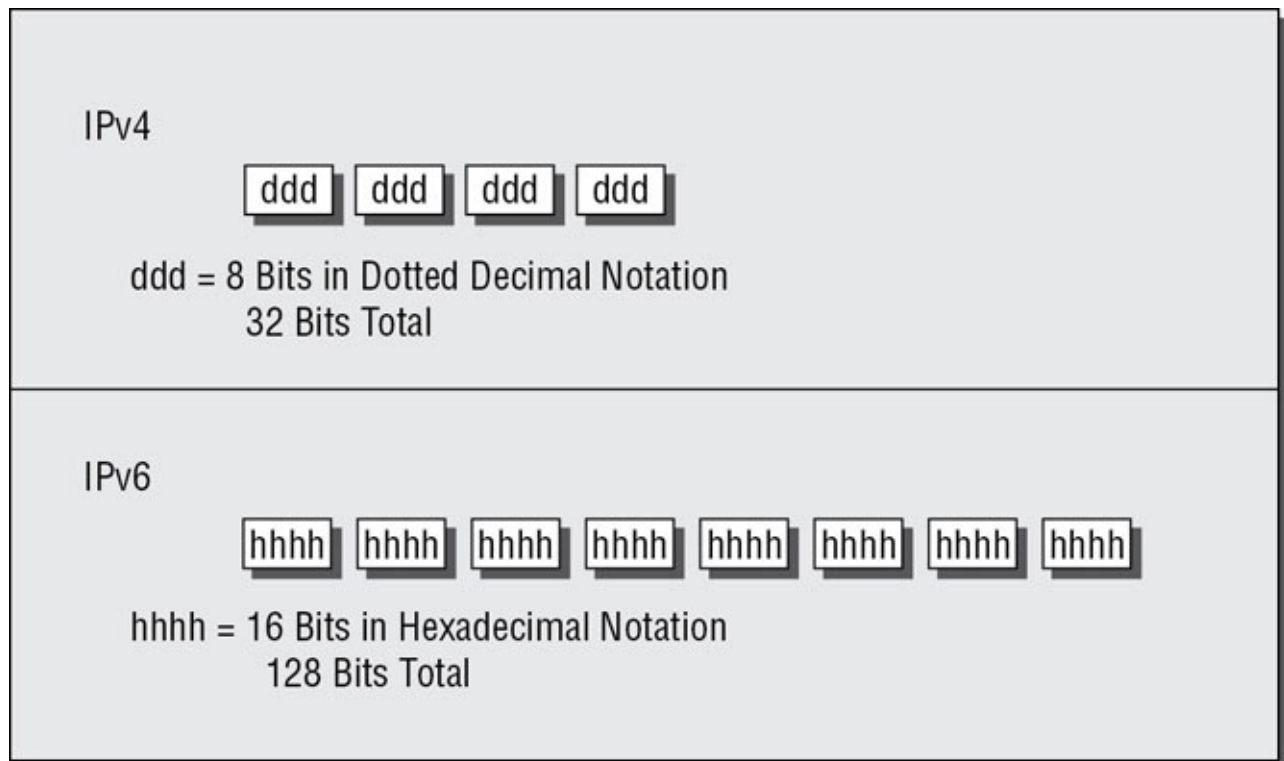 IPv4
ddd ddd ddd ddd
ddd = 8 Bits in Dotted Decimal Notation
32 Bits Total
IPv6
hhhh hhhh hhhh hhhh hhhh hhhh hhhh hhhh
hhhh = 16 Bits in Hexadecimal Notation
128 Bits Total